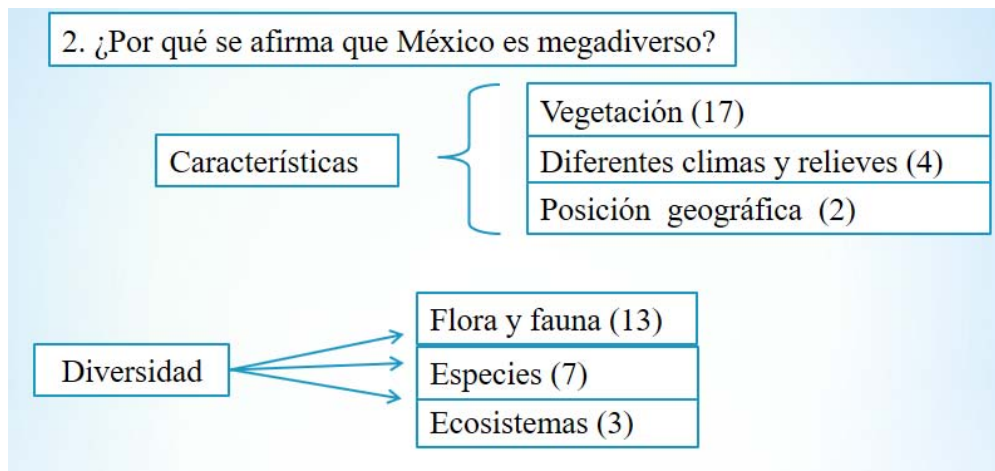 2. ¿Por qué se afirma que México es megadiverso?
Características
Vegetación (17)
Diferentes climas y relieves (4)
Posición geográfica (2)
Diversidad
Flora y fauna (13)
Especies (7)
Ecosistemas (3)